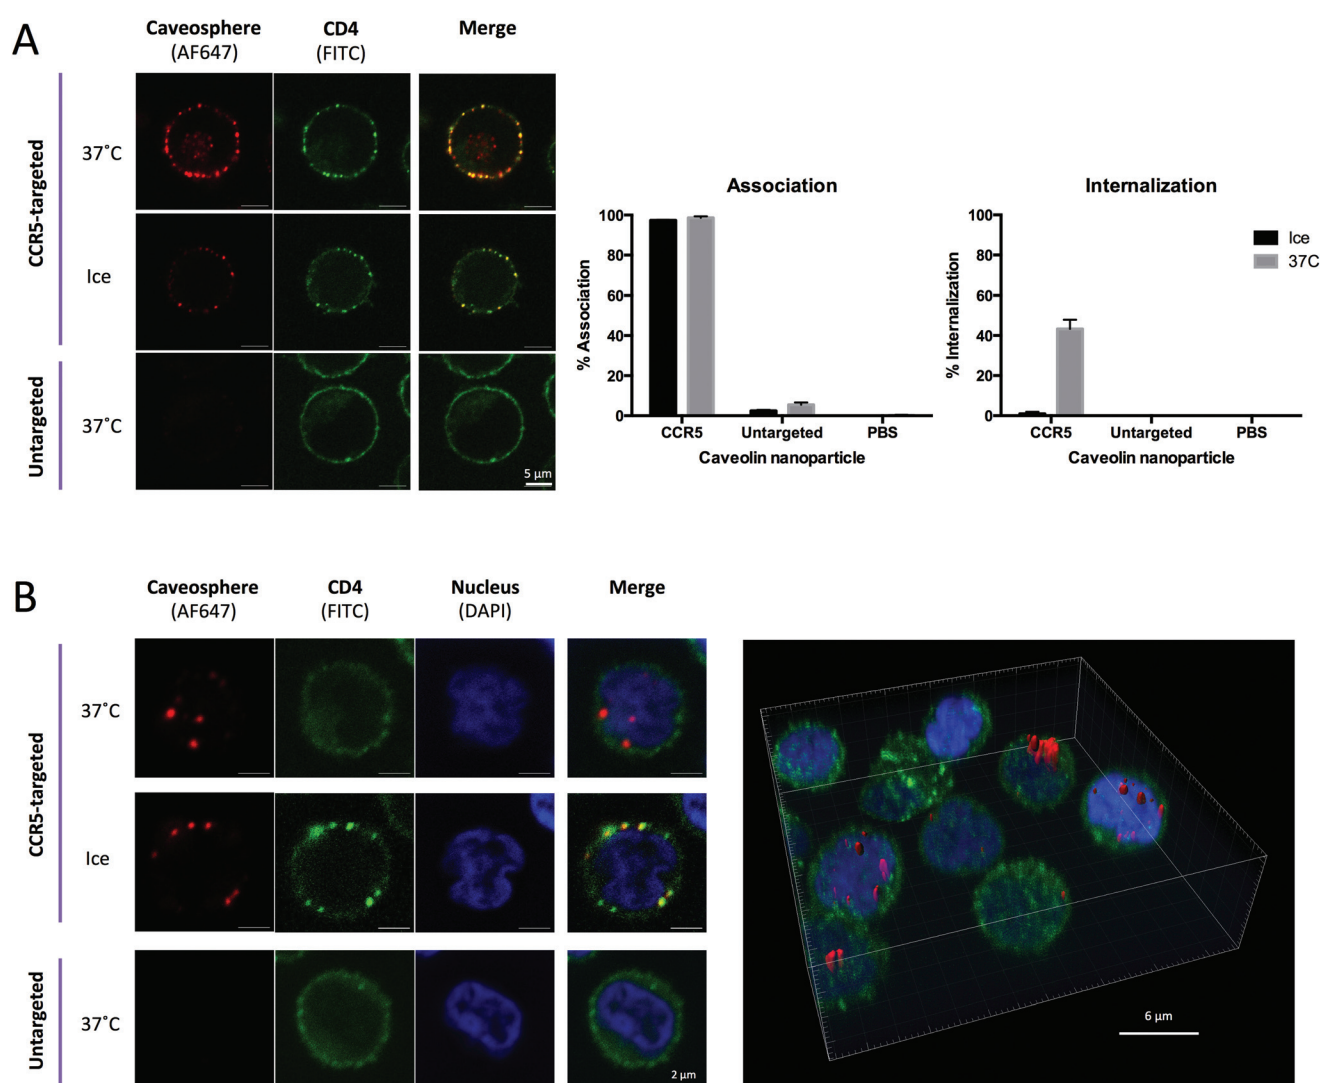 A
Caveosphere
(AF647)
CD4
(FITC)
Merge
CCR5-targeted
37˚C
Ice
Untargeted
37˚C
5 µm
Association
% Association
100
80
60
40
20
0
CCR5 Untargeted PBS
Caveolin nanoparticle
Internalization
% Internalization
100
80
60
40
20
0
CCR5 Untargeted PBS
Caveolin nanoparticle
Ice
37C
B
Caveosphere
(AF647)
CD4
(FITC)
Nucleus
(DAPI)
Merge
CCR5-targeted
37˚C
Ice
Untargeted
37˚C
2 µm
6 µm